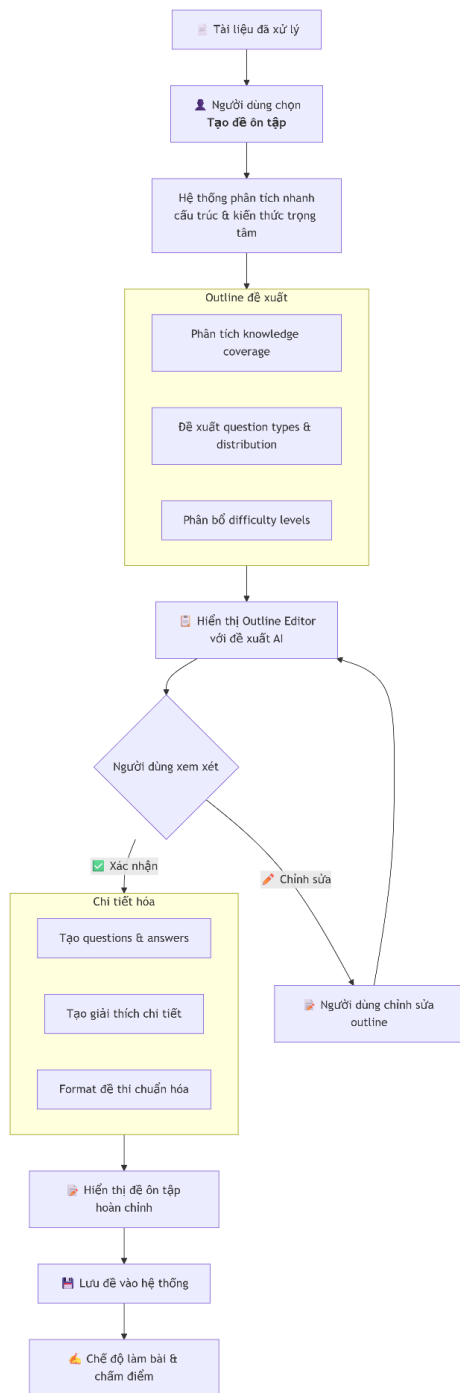 📄 Tài liệu đã xử lý
👤 Người dùng chọn
Tạo đề ôn tập
Hệ thống phân tích nhanh
cấu trúc & kiến thức trọng
tâm
Outline đề xuất
Phân tích knowledge
coverage
Đề xuất question types &
distribution
Phân bổ difficulty levels
📋 Hiển thị Outline Editor
với đề xuất AI
Người dùng xem xét
✅ Xác nhận
✏️ Chỉnh sửa
Chi tiết hóa
Tạo questions & answers
Tạo giải thích chi tiết
Format đề thi chuẩn hóa
📝 Người dùng chỉnh sửa
outline
📝 Hiển thị đề ôn tập
hoàn chỉnh
💾 Lưu đề vào hệ thống
✍️ Chế độ làm bài &
chấm điểm